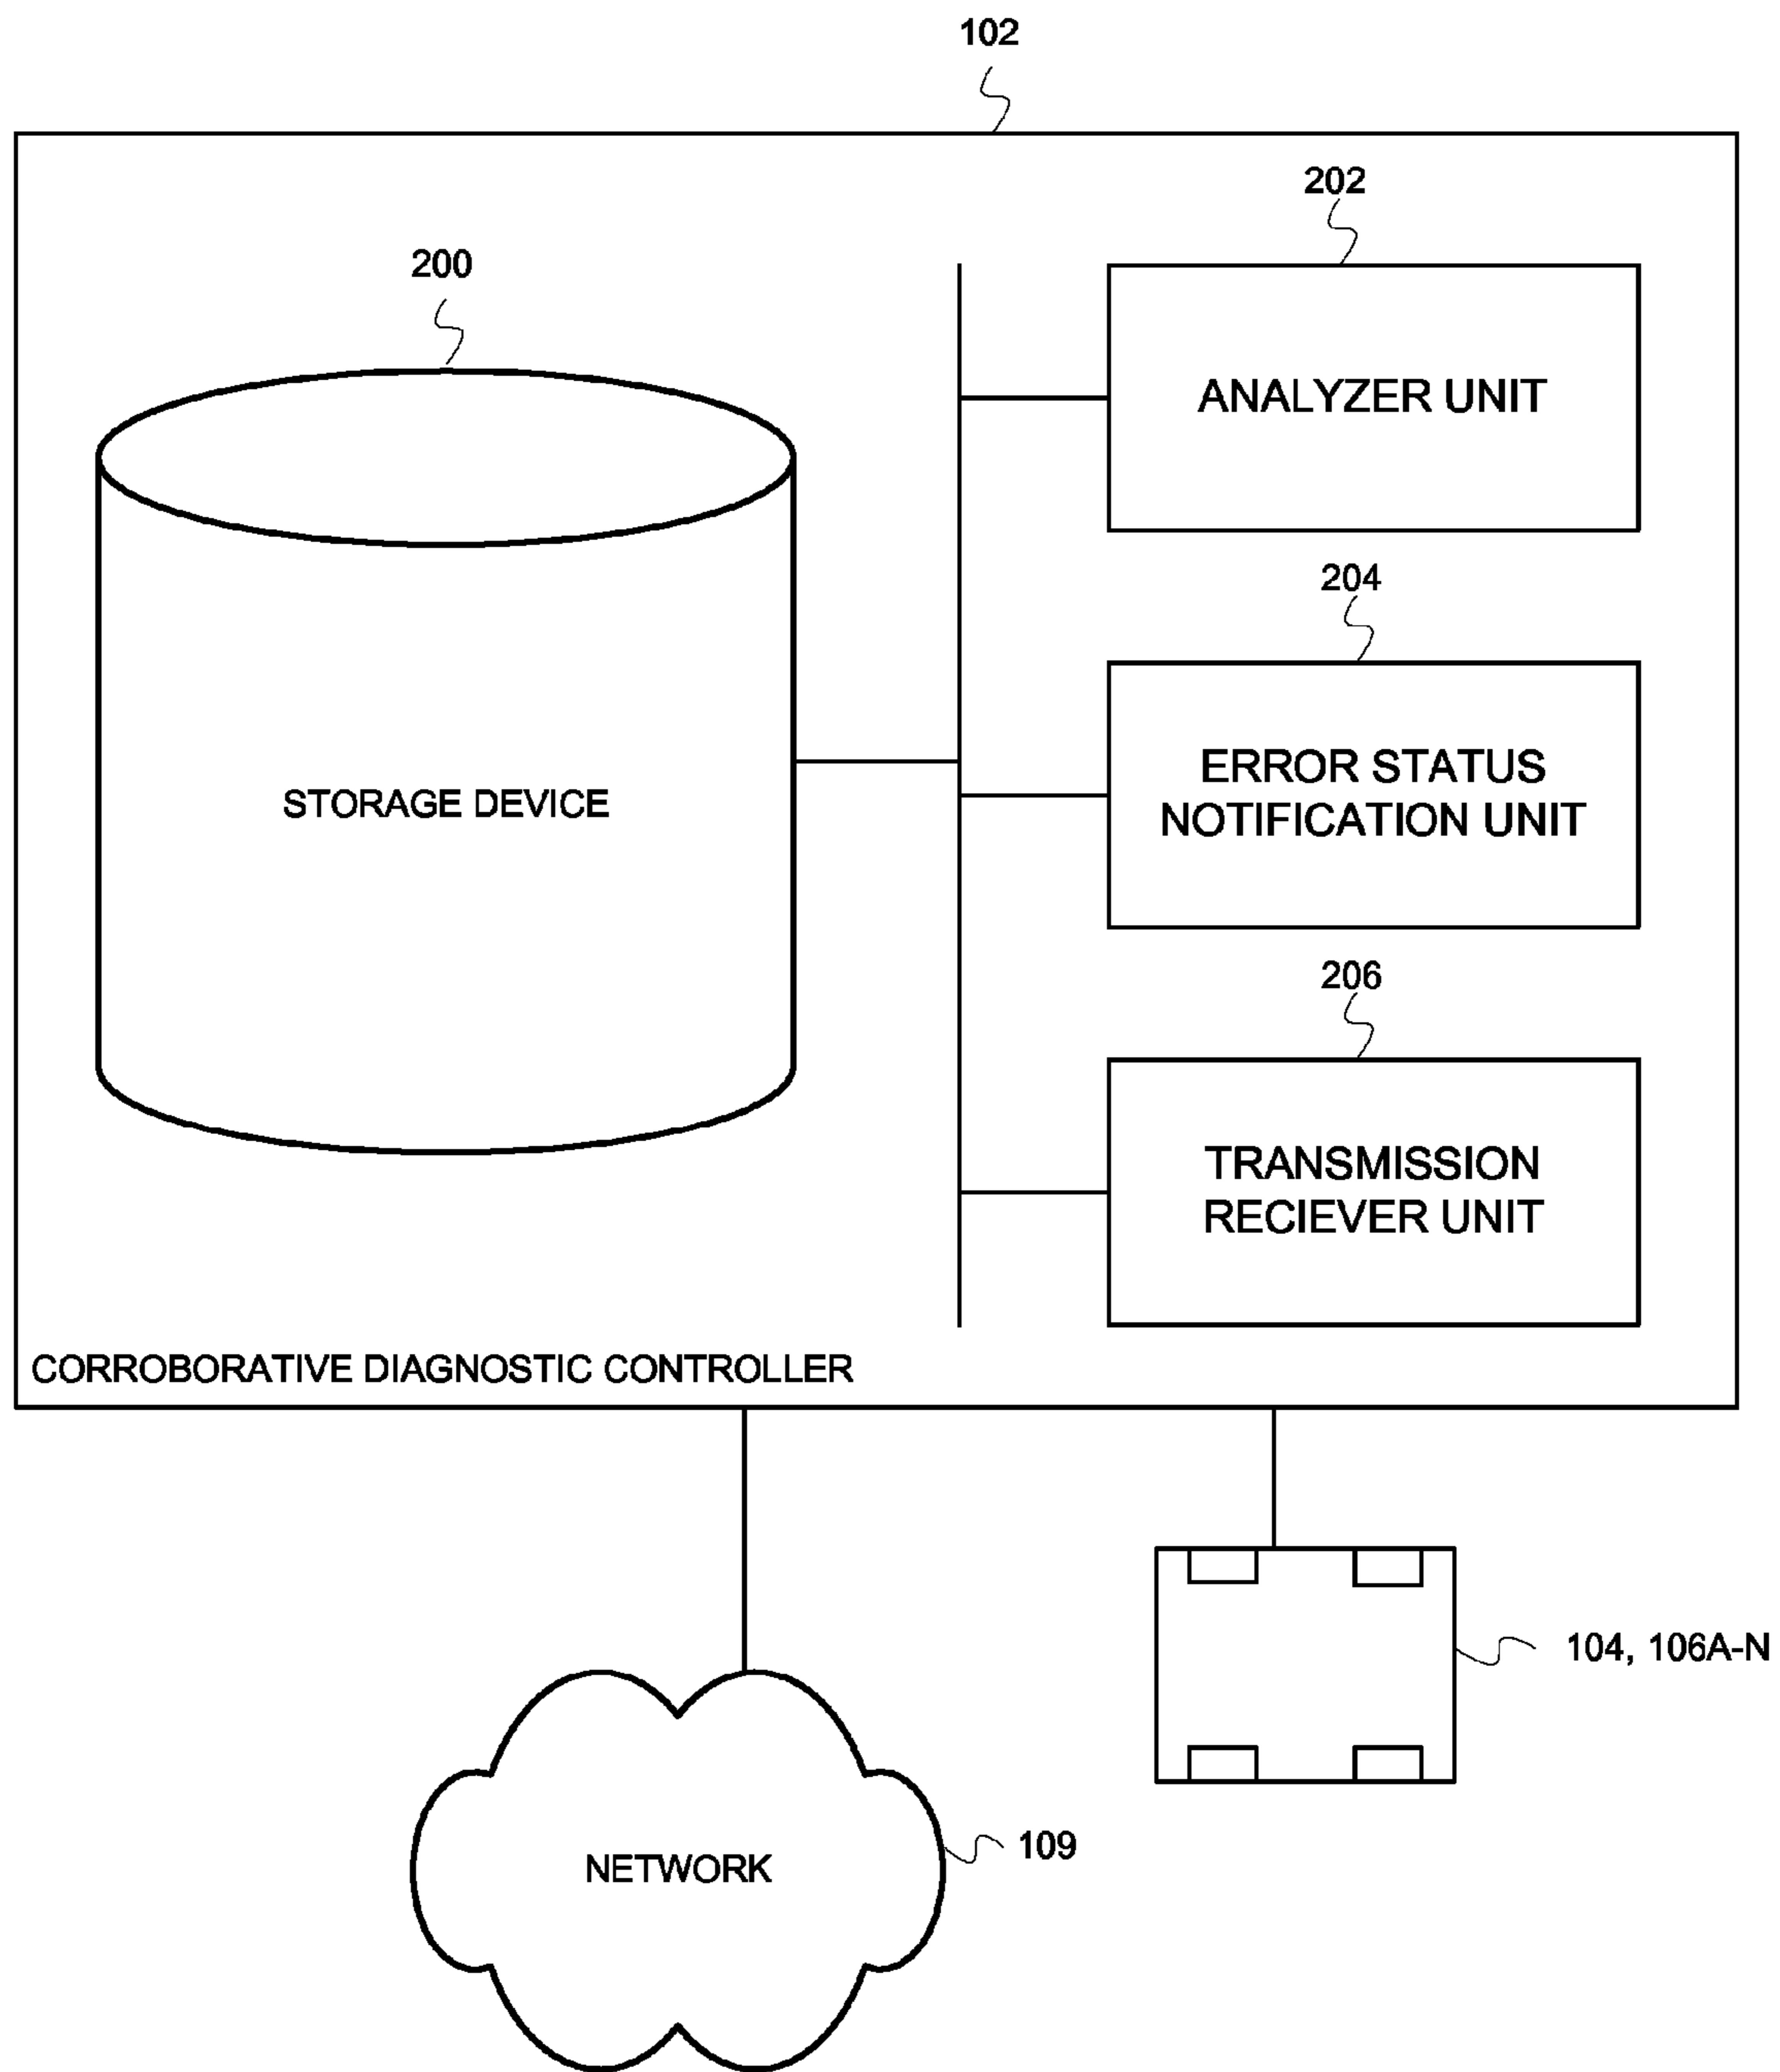 102
202
200
ANALYZER UNIT
204
ERROR STATUS
NOTIFICATION UNIT
STORAGE DEVICE
206
TRANSMISSION
RECIEVER UNIT
CORROBORATIVE DIAGNOSTIC CONTROLLER
104, 106A-N
109
NETWORK